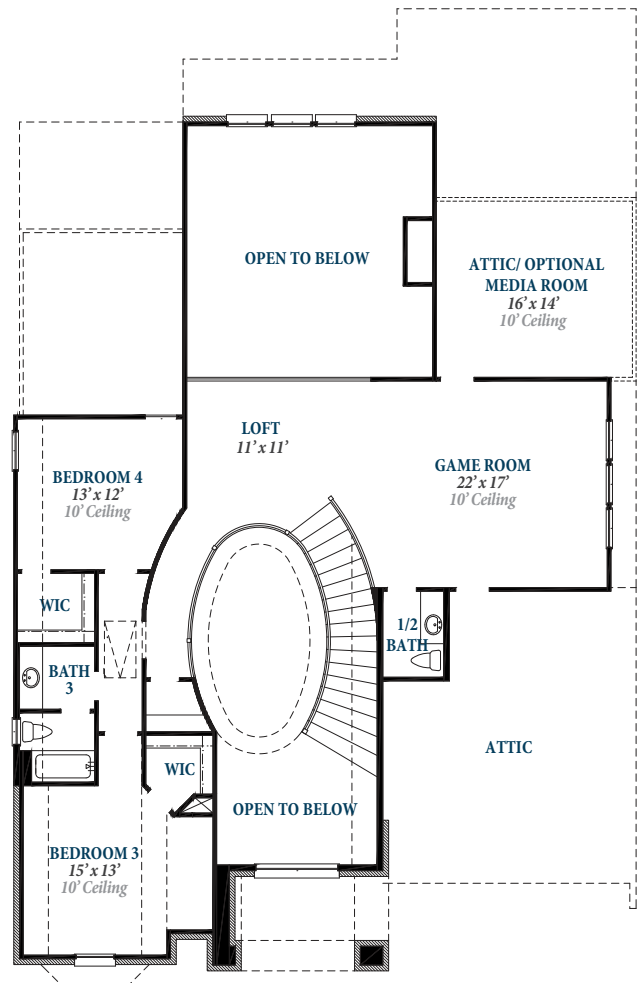 OPEN TO BELOW
ATTIC/ OPTIONAL
MEDIA ROOM
16’ x 14’
10’ Ceiling
LOFT
11’ x 11’
GAME ROOM
22’ x 17’
10’ Ceiling
BEDROOM 4
13’ x 12’
10’ Ceiling
WIC
1/2
BATH
BATH
3
ATTIC
WIC
OPEN TO BELOW
BEDROOM 3
15’ x 13’
10’ Ceiling